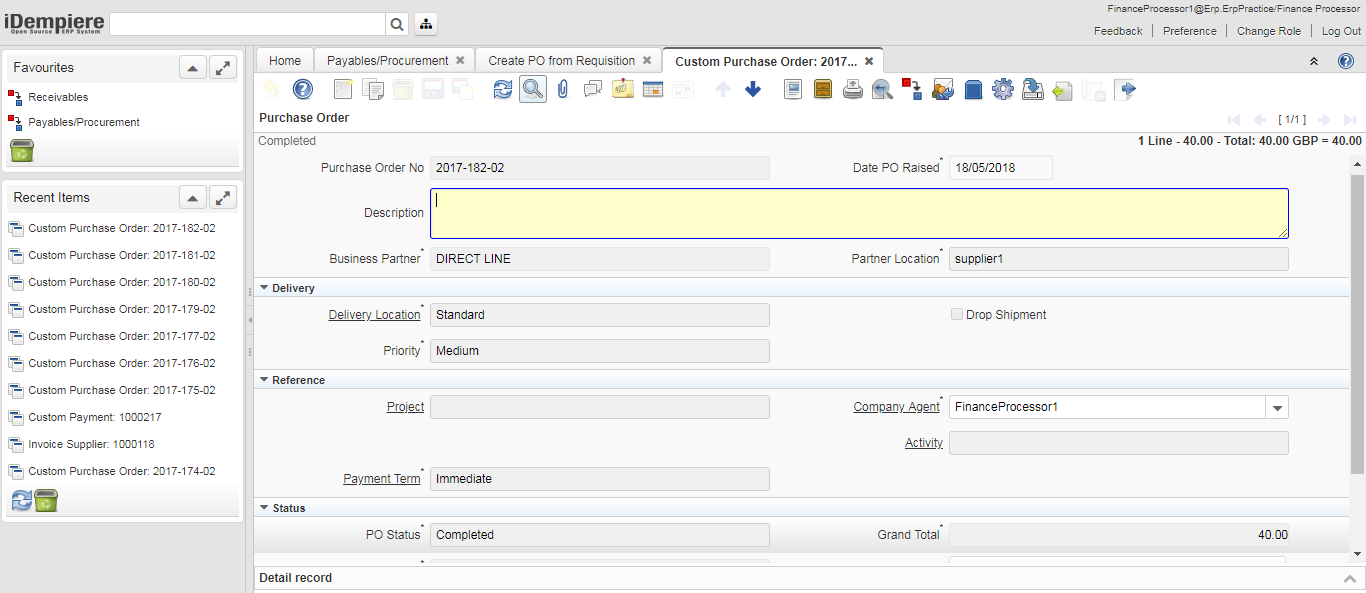 FinanceProcessor1@Erp.ErpPractice/Finance Processor
iDempiere
Open Source ERP System
Feedback Preference Change Role Log Out
Favourites
Receivables
Payables/Procurement
Recent Items
Custom Purchase Order: 2017-182-02
Custom Purchase Order: 2017-181-02
Custom Purchase Order: 2017-180-02
Custom Purchase Order: 2017-179-02
Custom Purchase Order: 2017-177-02
Custom Purchase Order: 2017-176-02
Custom Purchase Order: 2017-175-02
Custom Payment: 1000217
Invoice Supplier: 1000118
Custom Purchase Order: 2017-174-02
Home Payables/Procurement Create PO from Requisition Custom Purchase Order: 2017...
Purchase Order [ 1/1 ]
Completed 1 Line - 40.00 - Total: 40.00 GBP = 40.00
Purchase Order No 2017-182-02 Date PO Raised* 18/05/2018
Description
Business Partner* DIRECT LINE Partner Location* supplier1
Delivery
Delivery Location* Standard Drop Shipment
Priority* Medium
Reference
Project Company Agent* FinanceProcessor1
Activity
Payment Term* Immediate
Status
PO Status* Completed Grand Total* 40.00
Detail record